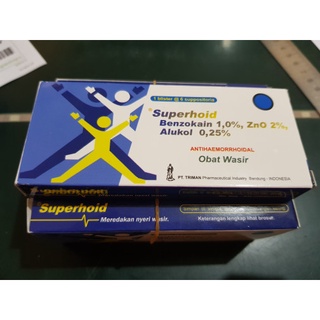 1 blister @ 6 suppositoria
Superhoid
Benzokain 1,0%, ZnO 2%,
Alukol 0,25%
ANTIHAEMORRHOIDAL
Obat Wasir
PT. TRIMAN Pharmaceutical Industry Bandung - INDONESIA
Superhoid
Meredakan nyeri wasir.
Keterangan lengkap lihat brosur.